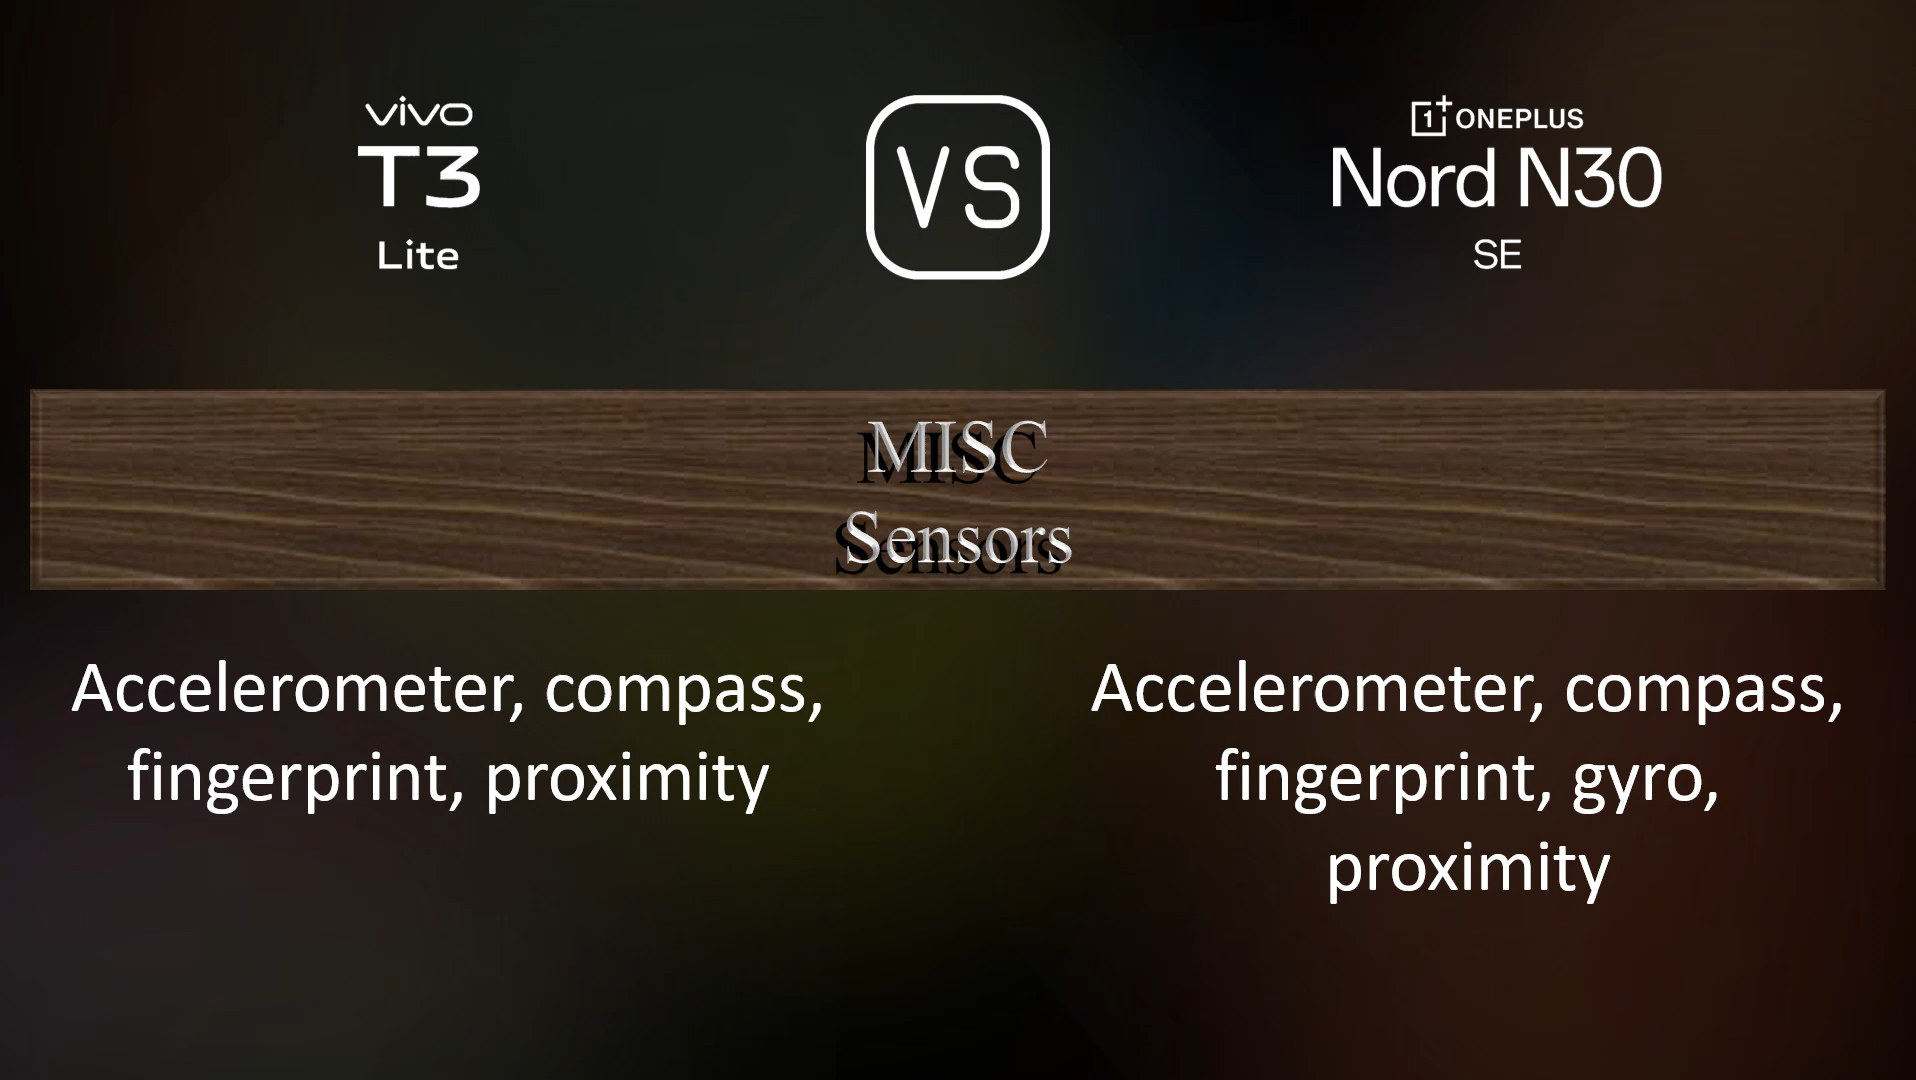 vivo
T3
Lite
VS
1+ ONEPLUS
Nord N30
SE
MISC
Sensors
Accelerometer, compass,
fingerprint, proximity
Accelerometer, compass,
fingerprint, gyro,
proximity